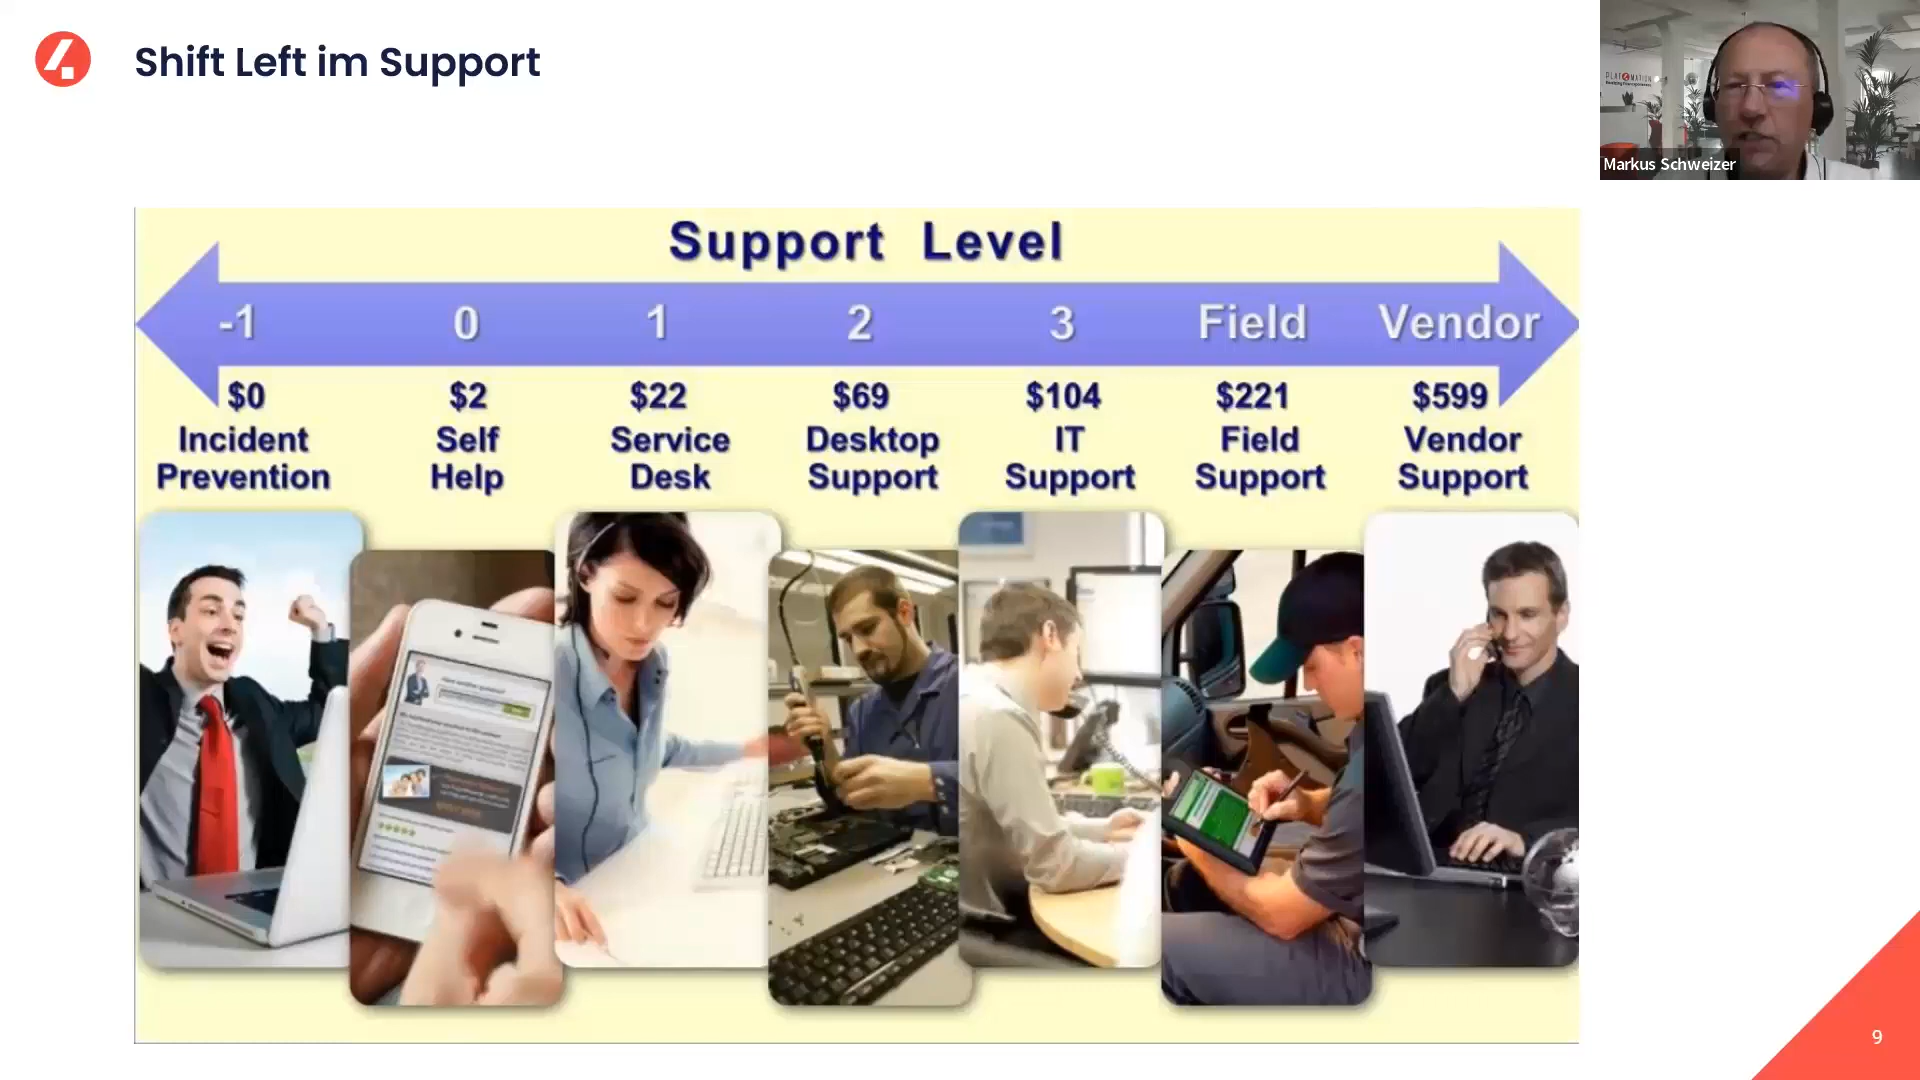 Shift Left im Support
Markus Schweizer
Support Level
-1 0 1 2 3 Field Vendor
$0 $2 $22 $69 $104 $221 $599
Incident Self Service Desktop IT Field Vendor
Prevention Help Desk Support Support Support Support
9